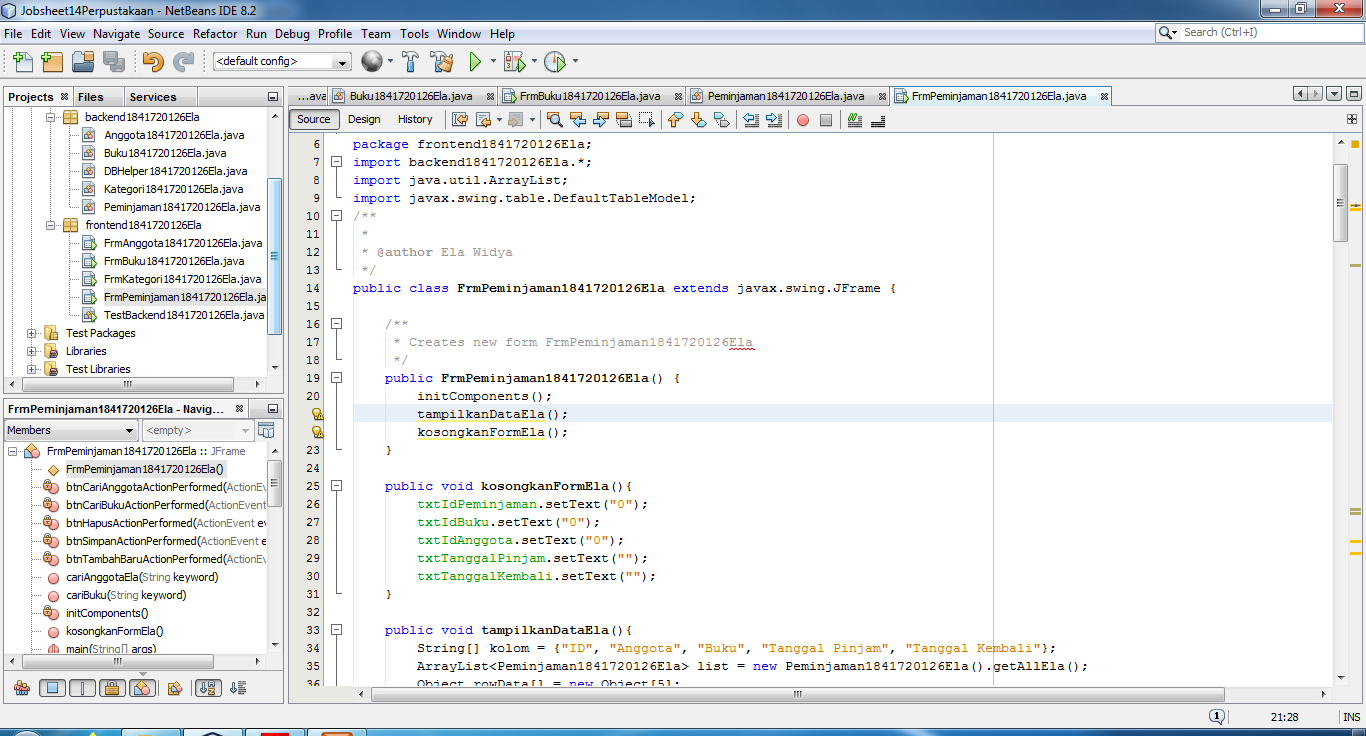 Jobsheet14Perpustakaan - NetBeans IDE 8.2
File Edit View Navigate Source Refactor Run Debug Profile Team Tools Window Help
Search (Ctrl+I)
<default config>
Projects Files Services
backend1841720126Ela
Anggota1841720126Ela.java
Buku1841720126Ela.java
DBHelper1841720126Ela.java
Kategori1841720126Ela.java
Peminjaman1841720126Ela.java
frontend1841720126Ela
FrmAnggota1841720126Ela.java
FrmBuku1841720126Ela.java
FrmKategori1841720126Ela.java
FrmPeminjaman1841720126Ela.ja
TestBackend1841720126Ela.java
Test Packages
Libraries
Test Libraries
FrmPeminjaman1841720126Ela - Navig...
Members <empty>
FrmPeminjaman1841720126Ela :: JFrame
FrmPeminjaman1841720126Ela()
btnCariAnggotaActionPerformed(ActionEv
btnCariBukuActionPerformed(ActionEvent
btnHapusActionPerformed(ActionEvent ev
btnSimpanActionPerformed(ActionEvent e
btnTambahBaruActionPerformed(ActionEv
cariAnggotaEla(String keyword)
cariBuku(String keyword)
initComponents()
kosongkanFormEla()
main(String[] args)
...ava Buku1841720126Ela.java FrmBuku1841720126Ela.java Peminjaman1841720126Ela.java FrmPeminjaman1841720126Ela.java
Source Design History
6 package frontend1841720126Ela;
7 import backend1841720126Ela.*;
8 import java.util.ArrayList;
9 import javax.swing.table.DefaultTableModel;
10 /**
11 *
12 * @author Ela Widya
13 */
14 public class FrmPeminjaman1841720126Ela extends javax.swing.JFrame {
15
16 /**
17 * Creates new form FrmPeminjaman1841720126Ela
18 */
19 public FrmPeminjaman1841720126Ela() {
20 initComponents();
tampilkanDataEla();
kosongkanFormEla();
23 }
24
25 public void kosongkanFormEla(){
26 txtIdPeminjaman.setText("0");
27 txtIdBuku.setText("0");
28 txtIdAnggota.setText("0");
29 txtTanggalPinjam.setText("");
30 txtTanggalKembali.setText("");
31 }
32
33 public void tampilkanDataEla(){
34 String[] kolom = {"ID", "Anggota", "Buku", "Tanggal Pinjam", "Tanggal Kembali"};
35 ArrayList<Peminjaman1841720126Ela> list = new Peminjaman1841720126Ela().getAllEla();
36 Object rowData[] = new Object[5];
1 21:28 INS